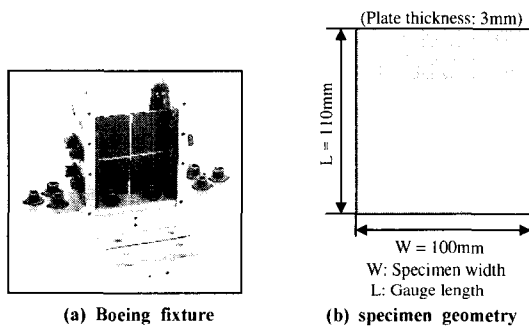 (Plate thickness: 3mm)
L = 110mm
W = 100mm
W: Specimen width
L: Gauge length
(a) Boeing fixture
(b) specimen geometry